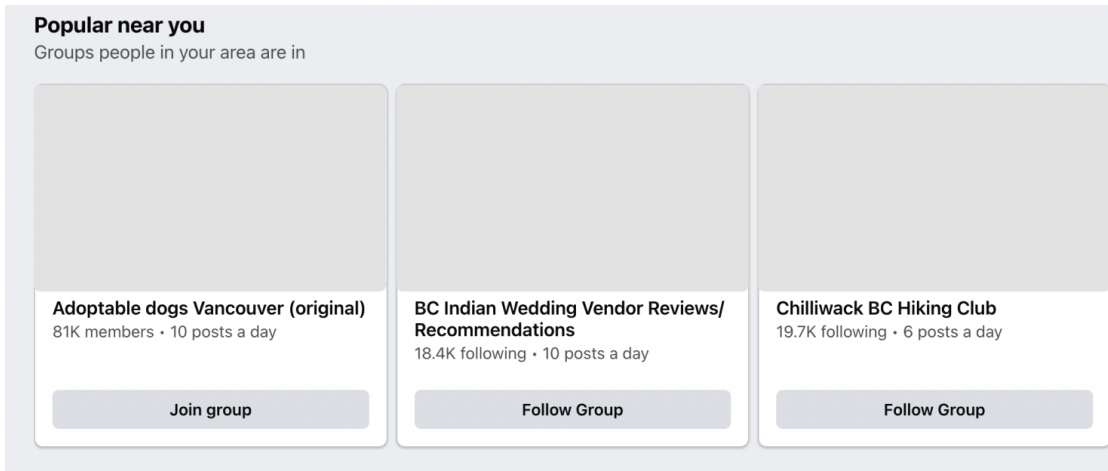 Popular near you
Groups people in your area are in
Adoptable dogs Vancouver (original)
81K members • 10 posts a day
Join group
BC Indian Wedding Vendor Reviews/
Recommendations
18.4K following • 10 posts a day
Follow Group
Chilliwack BC Hiking Club
19.7K following • 6 posts a day
Follow Group